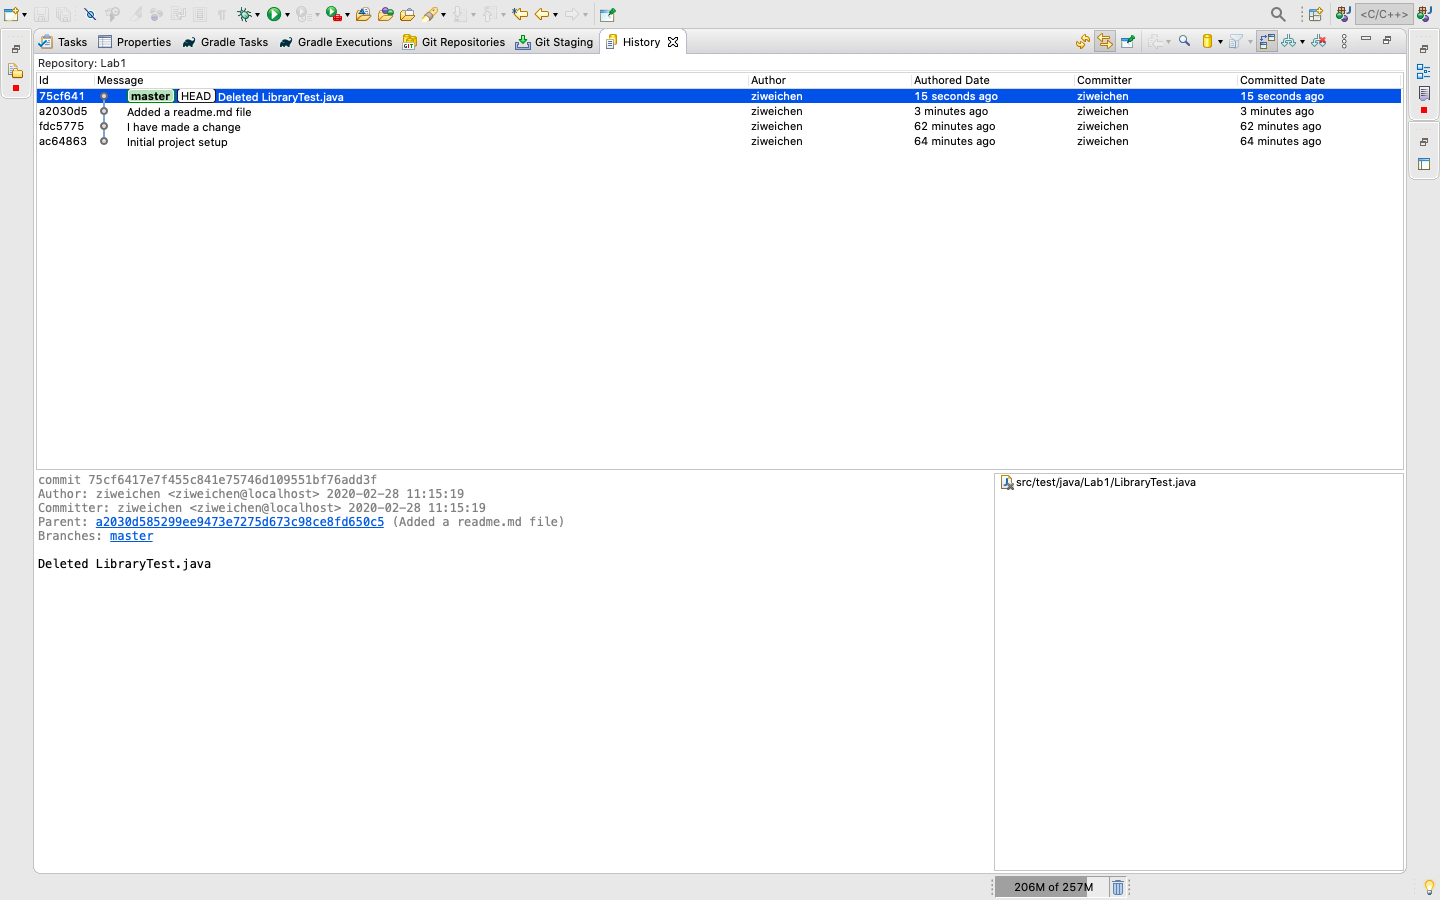 <C/C++>
Tasks Properties Gradle Tasks Gradle Executions Git Repositories Git Staging History
Repository: Lab1
Id Message Author Authored Date Committer Committed Date
75cf641 master HEAD Deleted LibraryTest.java ziweichen 15 seconds ago ziweichen 15 seconds ago
a2030d5 Added a readme.md file ziweichen 3 minutes ago ziweichen 3 minutes ago
fdc5775 I have made a change ziweichen 62 minutes ago ziweichen 62 minutes ago
ac64863 Initial project setup ziweichen 64 minutes ago ziweichen 64 minutes ago
commit 75cf6417e7f455c841e75746d109551bf76add3f
Author: ziweichen <ziweichen@localhost> 2020-02-28 11:15:19
Committer: ziweichen <ziweichen@localhost> 2020-02-28 11:15:19
Parent: a2030d585299ee9473e7275d673c98ce8fd650c5 (Added a readme.md file)
Branches: master
Deleted LibraryTest.java
src/test/java/Lab1/LibraryTest.java
206M of 257M